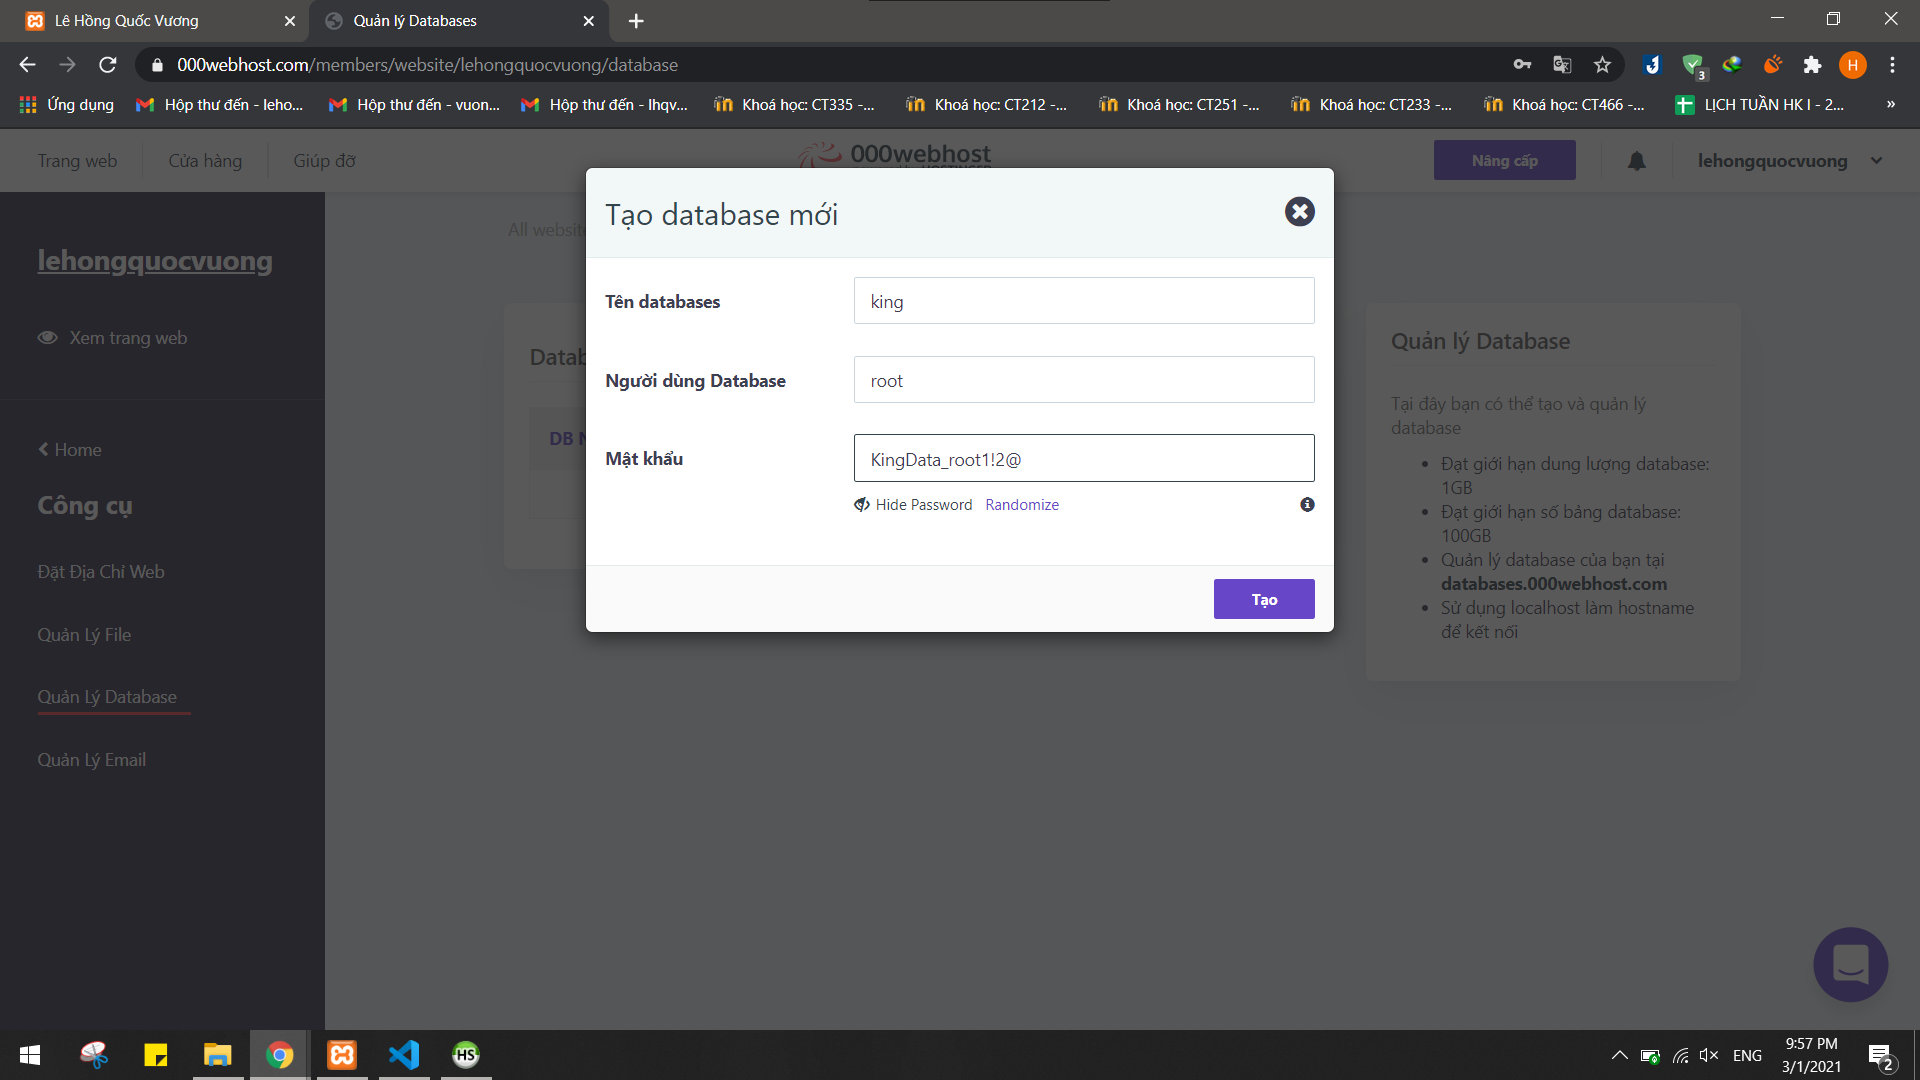 Lê Hồng Quốc Vương
Quản lý Databases
000webhost.com/members/website/lehongquocvuong/database
3
H
Ứng dụng
Hộp thư đến - leho...
Hộp thư đến - vuon...
Hộp thư đến - lhqv...
Khoá học: CT335 -...
Khoá học: CT212 -...
Khoá học: CT251 -...
Khoá học: CT233 -...
Khoá học: CT466 -...
LỊCH TUẦN HK I - 2...
»
Trang web
Cửa hàng
Giúp đỡ
000webhost
Nâng cấp
lehongquocvuong
lehongquocvuong
Xem trang web
Home
Công cụ
Đặt Địa Chỉ Web
Quản Lý File
Quản Lý Database
Quản Lý Email
All website
Datab
DB N
Tạo database mới
Tên databases
king
Người dùng Database
root
Mật khẩu
KingData_root1!2@
Hide Password
Randomize
Tạo
Quản lý Database
Tại đây bạn có thể tạo và quản lý
database
• Đạt giới hạn dung lượng database:
1GB
• Đạt giới hạn số bảng database:
100GB
• Quản lý database của bạn tại
databases.000webhost.com
• Sử dụng localhost làm hostname
để kết nối
HS
ENG
9:57 PM
3/1/2021
2